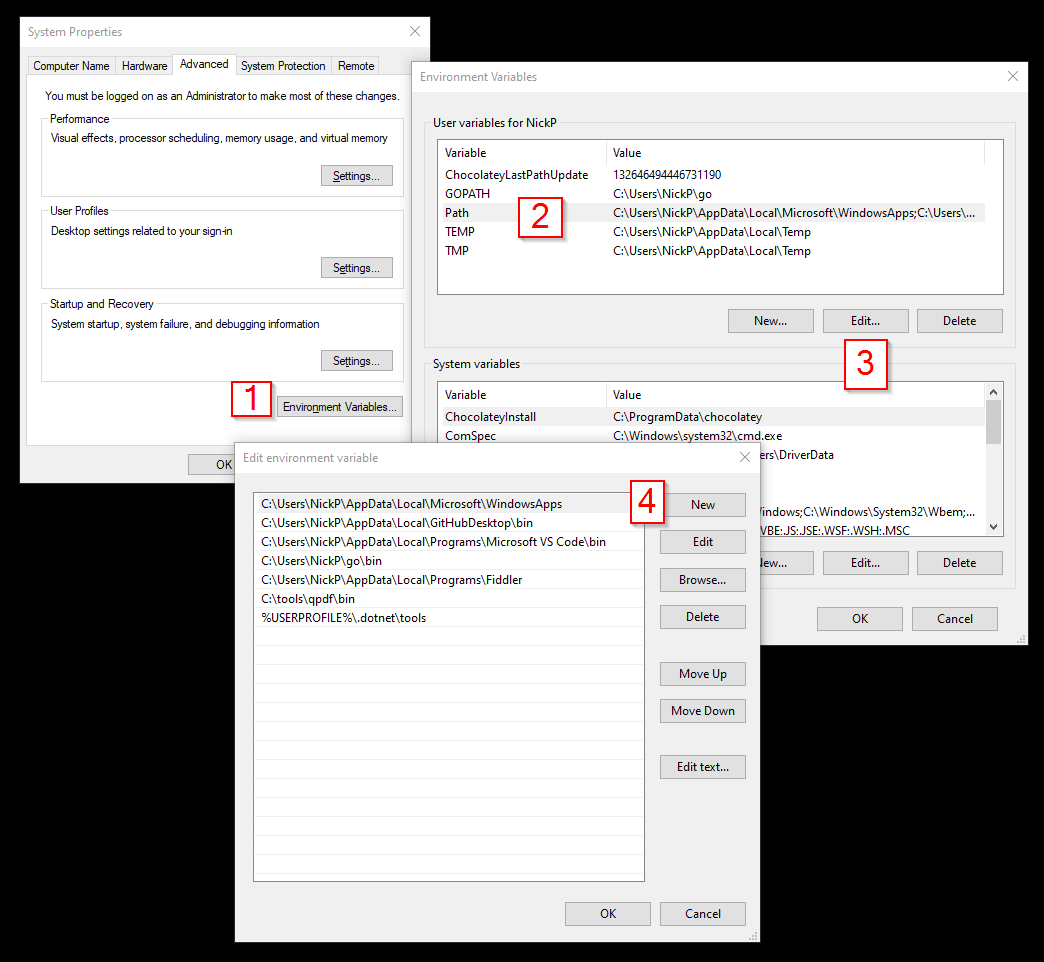 System Properties
Computer Name Hardware Advanced System Protection Remote
You must be logged on as an Administrator to make most of these changes.
Performance
Visual effects, processor scheduling, memory usage, and virtual memory
Settings...
User Profiles
Desktop settings related to your sign-in
Settings...
Startup and Recovery
System startup, system failure, and debugging information
Settings...
1
Environment Variables...
OK
Environment Variables
User variables for NickP
Variable Value
ChocolateyLastPathUpdate 132646494446731190
GOPATH C:\Users\NickP\go
Path C:\Users\NickP\AppData\Local\Microsoft\WindowsApps;C:\Users\...
2
TEMP C:\Users\NickP\AppData\Local\Temp
TMP C:\Users\NickP\AppData\Local\Temp
New... Edit... Delete
3
System variables
Variable Value
ChocolateyInstall C:\ProgramData\chocolatey
ComSpec C:\Windows\system32\cmd.exe
ers\DriverData
indows;C:\Windows\System32\Wbem;...
VBE;.JS;.JSE;.WSF;.WSH;.MSC
New... Edit... Delete
OK Cancel
Edit environment variable
C:\Users\NickP\AppData\Local\Microsoft\WindowsApps
C:\Users\NickP\AppData\Local\GitHubDesktop\bin
C:\Users\NickP\AppData\Local\Programs\Microsoft VS Code\bin
C:\Users\NickP\go\bin
C:\Users\NickP\AppData\Local\Programs\Fiddler
C:\tools\qpdf\bin
%USERPROFILE%\.dotnet\tools
4
New
Edit
Browse...
Delete
Move Up
Move Down
Edit text...
OK Cancel